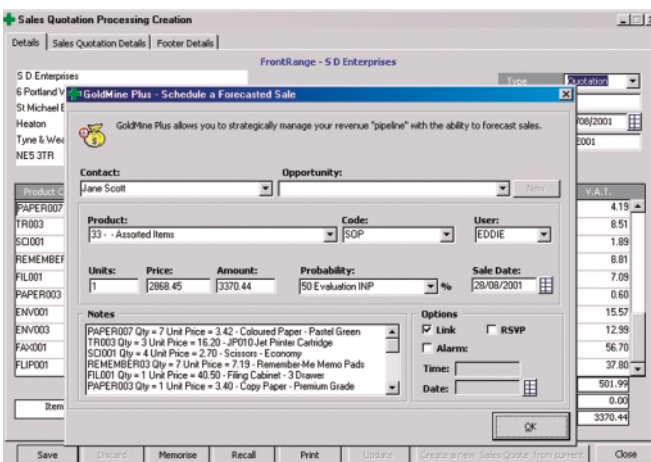 Sales Quotation Processing Creation
Details Sales Quotation Details Footer Details
FrontRange - S D Enterprises
S D Enterprises
Type Quotation
6 Portland V
St Michael
Heaton
/08/2001
Tyne & Wea
E001
NE5 3TR
GoldMine Plus - Schedule a Forecasted Sale
GoldMine Plus allows you to strategically manage your revenue "pipeline" with the ability to forecast sales.
Contact: Opportunity:
Jane Scott New
Product: Code: User:
33 - - Assorted Items SOP EDDIE
Units: Price: Amount: Probability: Sale Date:
1 2868.45 3370.44 50 Evaluation INP % 28/08/2001
Notes
PAPER007 Qty = 7 Unit Price = 3.42 - Coloured Paper - Pastel Green
TR003 Qty = 3 Unit Price = 16.20 - JP010 Jet Printer Cartridge
SCI001 Qty = 4 Unit Price = 2.70 - Scissors - Economy
REMEMBER03 Qty = 7 Unit Price = 7.19 - Remember-Me Memo Pads
FIL001 Qty = 1 Unit Price = 40.50 - Filing Cabinet - 3 Drawer
PAPER003 Qty = 1 Unit Price = 3.40 - Copy Paper - Premium Grade
Options
Link RSVP
Alarm:
Time:
Date:
OK
Product C V.A.T.
PAPER007 4.19
TR003 8.51
SCI001 1.89
REMEMBER 8.81
FIL001 7.09
PAPER003 0.60
ENV001 15.57
ENV003 12.99
FAX001 56.70
FLIP001 37.80
501.99
Item 0.00
3370.44
Save Discard Memorise Recall Print Update Create a new Sales Quote from current Close